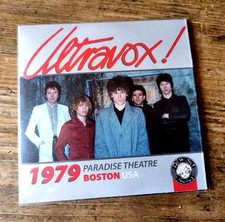 Ultravox!
1979 PARADISE THEATRE
BOSTON USA